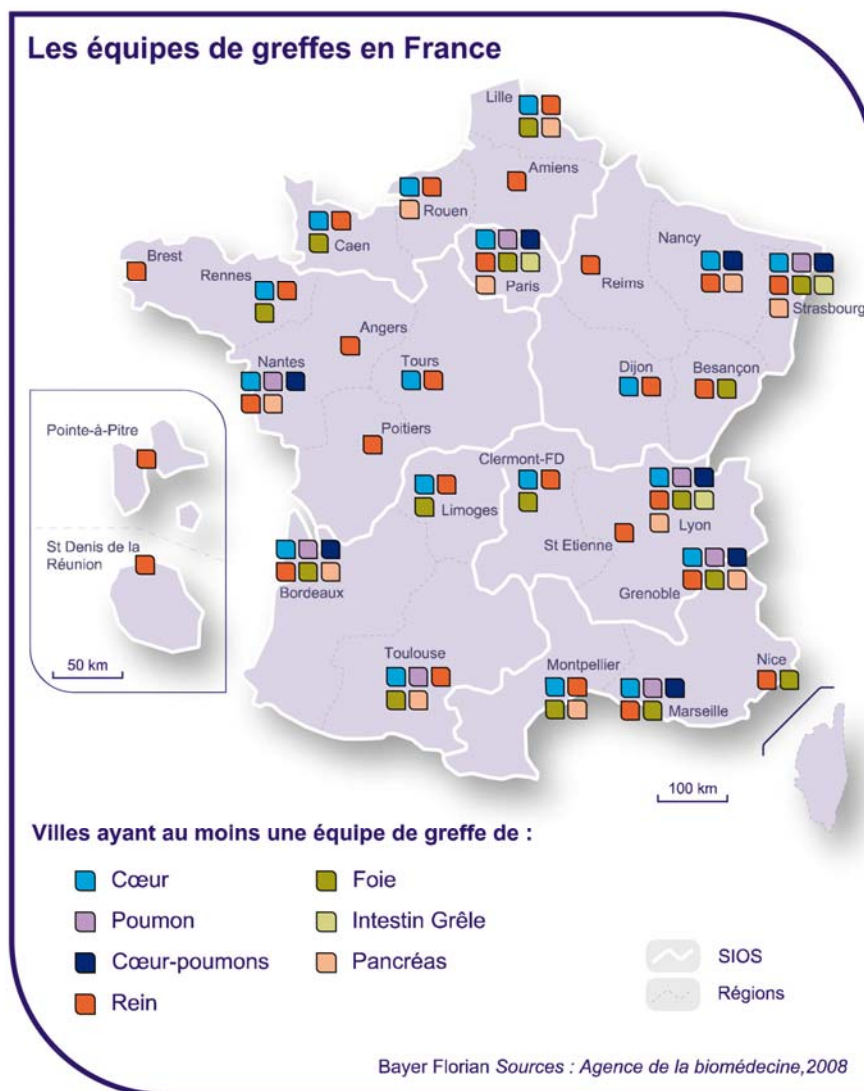 Les équipes de greffes en France
Lille
Amiens
Rouen
Caen
Brest
Rennes
Paris
Reims
Nancy
Strasbourg
Angers
Nantes
Tours
Dijon
Besançon
Poitiers
Pointe-à-Pitre
Clermont-FD
Limoges
Lyon
St Etienne
St Denis de la
Réunion
Bordeaux
Grenoble
50 km
Toulouse
Montpellier
Nice
Marseille
100 km
Villes ayant au moins une équipe de greffe de :
Cœur
Foie
Poumon
Intestin Grêle
Cœur-poumons
Pancréas
Rein
SIOS
Régions
Bayer Florian Sources : Agence de la biomédecine,2008